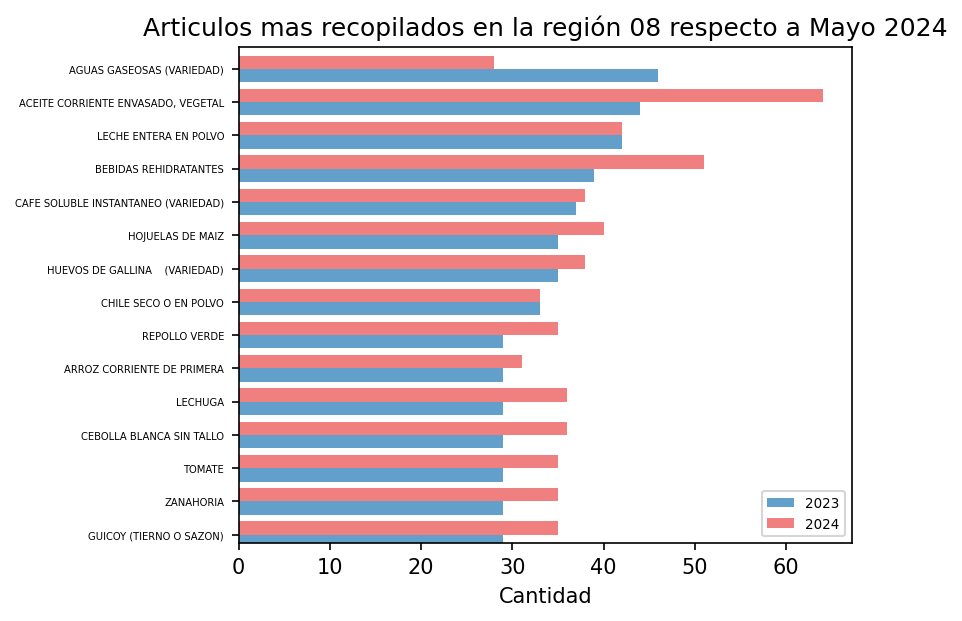 Articulos mas recopilados en la región 08 respecto a Mayo 2024
AGUAS GASEOSAS (VARIEDAD)
ACEITE CORRIENTE ENVASADO, VEGETAL
LECHE ENTERA EN POLVO
BEBIDAS REHIDRATANTES
CAFE SOLUBLE INSTANTANEO (VARIEDAD)
HOJUELAS DE MAIZ
HUEVOS DE GALLINA    (VARIEDAD)
CHILE SECO O EN POLVO
REPOLLO VERDE
ARROZ CORRIENTE DE PRIMERA
LECHUGA
CEBOLLA BLANCA SIN TALLO
TOMATE
ZANAHORIA
GUICOY (TIERNO O SAZON)
2023
2024
0 10 20 30 40 50 60
Cantidad